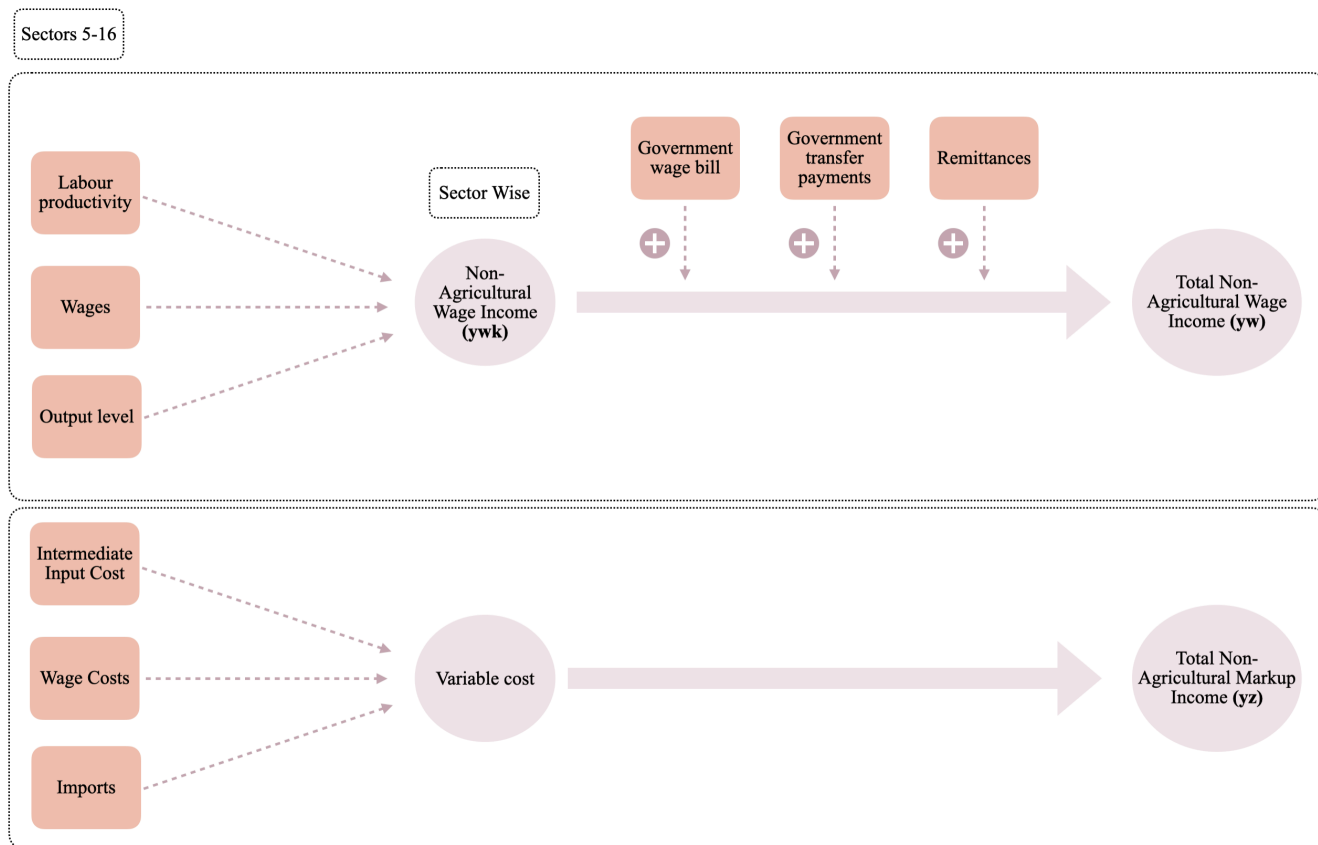 Sectors 5-16
Labour
productivity
Wages
Output level
Sector Wise
Non-
Agricultural
Wage Income
(ywk)
Government
wage bill
Government
transfer
payments
Remittances
Total Non-
Agricultural Wage
Income (yw)
Intermediate
Input Cost
Wage Costs
Imports
Variable cost
Total Non-
Agricultural Markup
Income (yz)